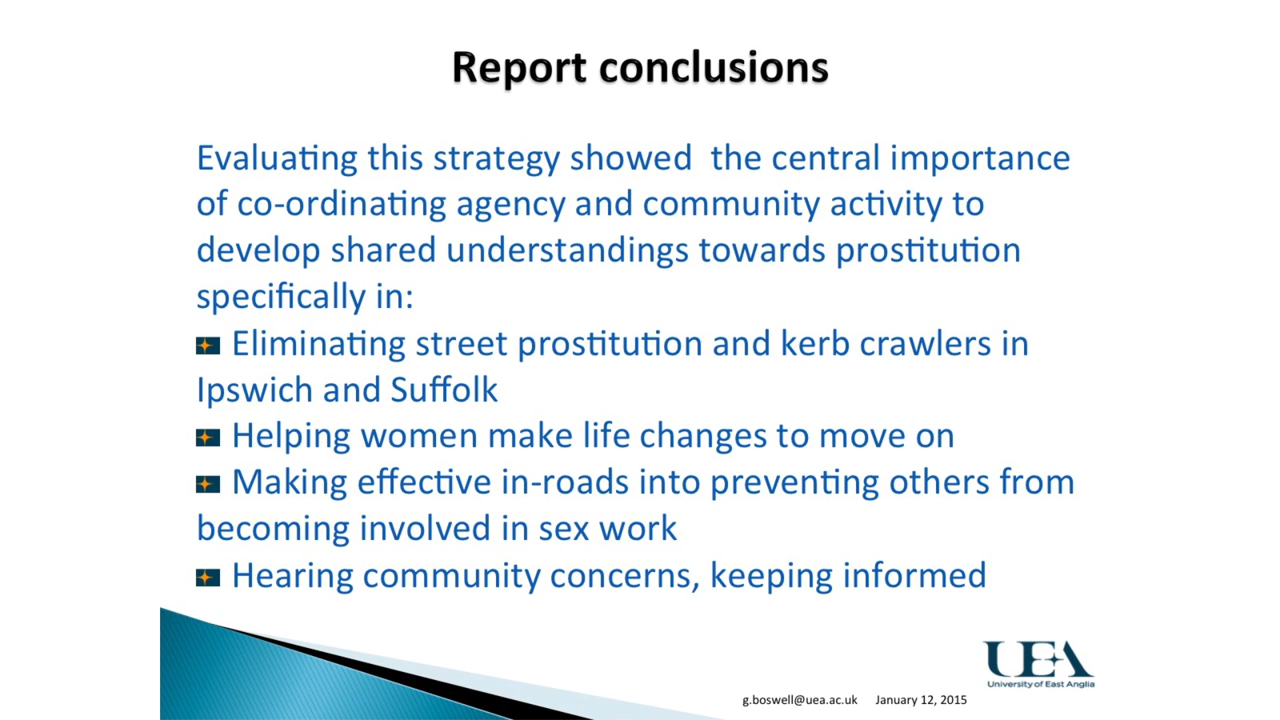 Report conclusions
Evaluating this strategy showed  the central importance
of co-ordinating agency and community activity to
develop shared understandings towards prostitution
specifically in:
Eliminating street prostitution and kerb crawlers in
Ipswich and Suffolk
Helping women make life changes to move on
Making effective in-roads into preventing others from
becoming involved in sex work
Hearing community concerns, keeping informed
UEA
University of East Anglia
g.boswell@uea.ac.uk January 12, 2015